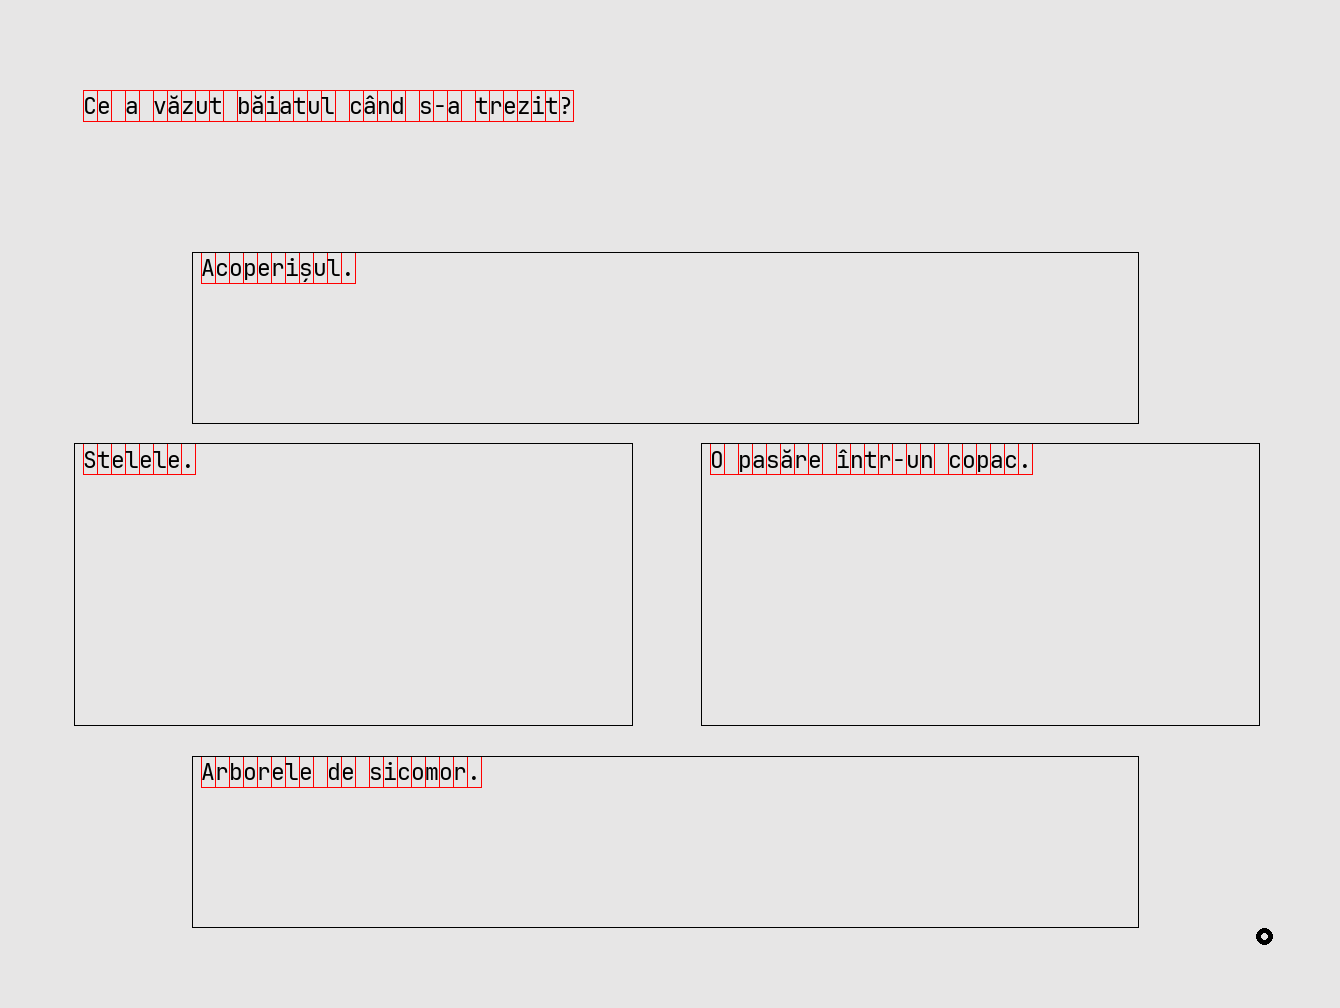 Ce a văzut băiatul când s-a trezit?
Acoperișul.
Stelele.
O pasăre într-un copac.
Arborele de sicomor.